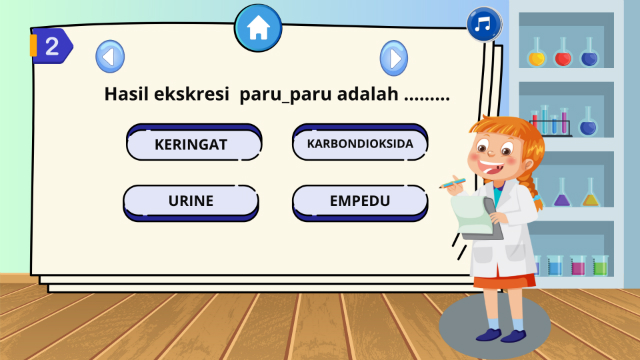 2
Hasil ekskresi paru_paru adalah .........
KERINGAT
KARBONDIOKSIDA
URINE
EMPEDU